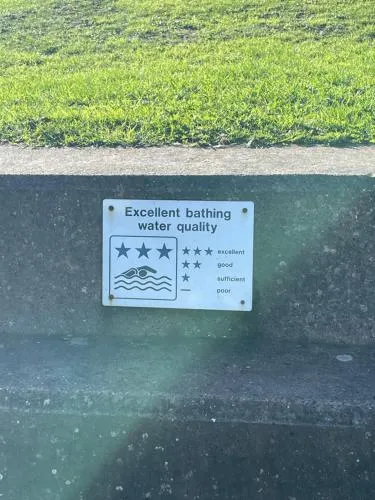 Excellent bathing
water quality
★★★ excellent
★★ good
★ sufficient
— poor